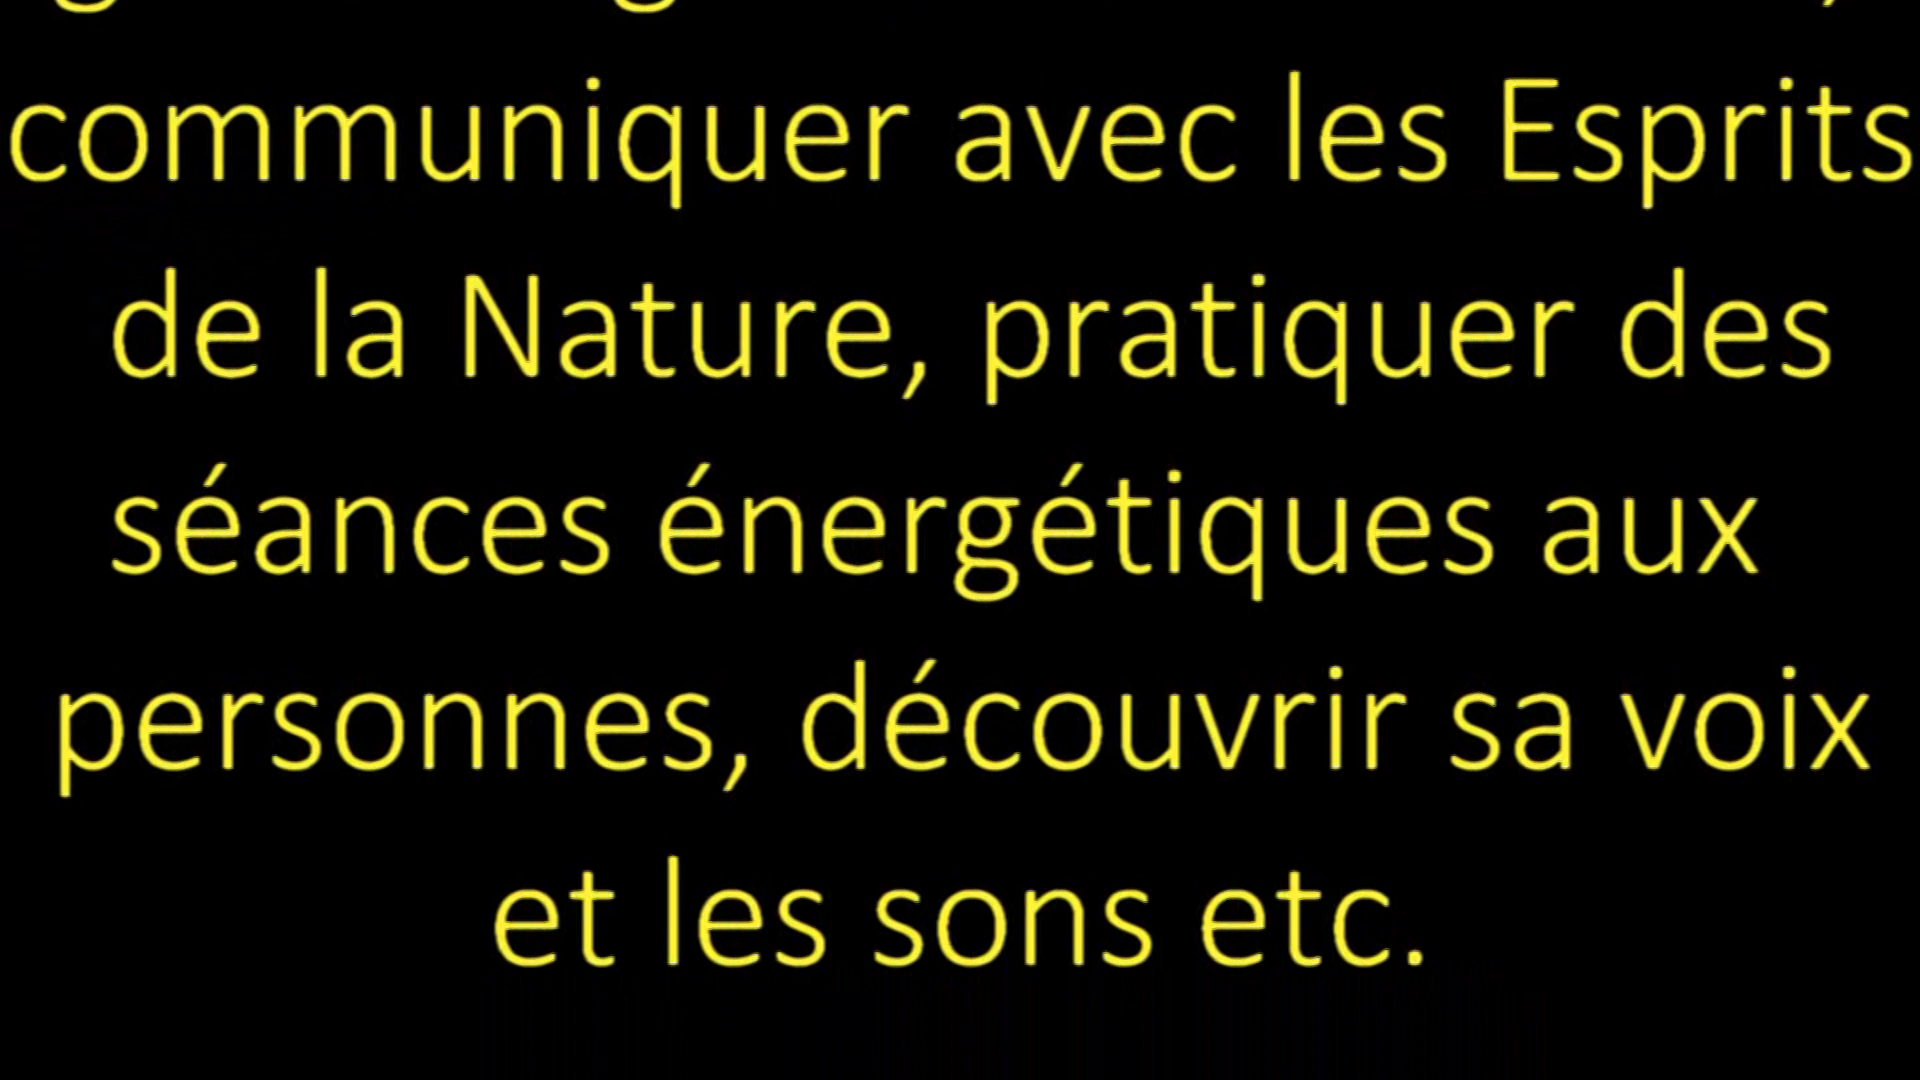 communiquer avec les Esprits
de la Nature, pratiquer des
séances énergétiques aux
personnes, découvrir sa voix
et les sons etc.